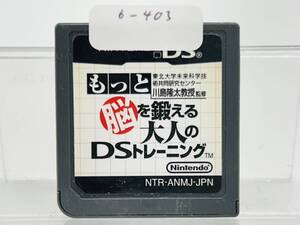 6-403
DS®
もっと
東北大学未来科学技
術共同研究センター
川島隆太教授監修
脳を鍛える
大人の
DSトレーニング™
Nintendo
NTR-ANMJ-JPN